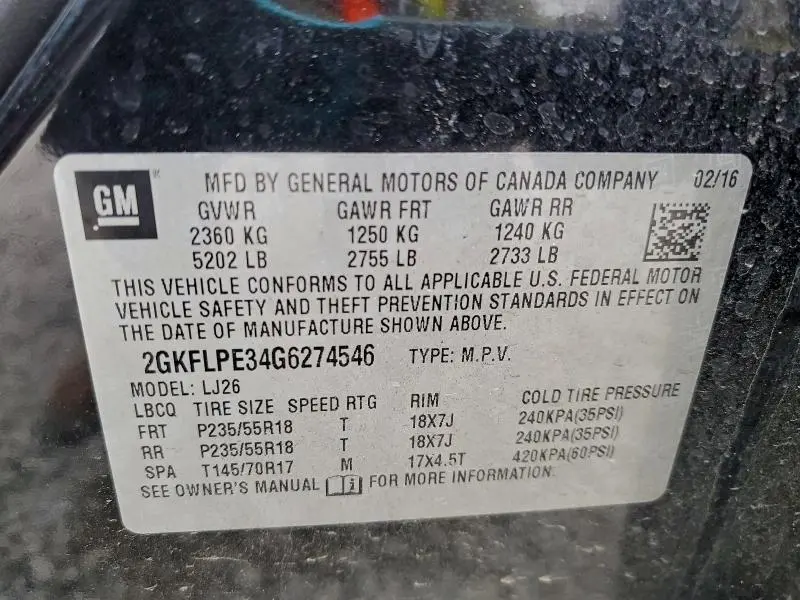 GM MFD BY GENERAL MOTORS OF CANADA COMPANY 02/16
GVWR GAWR FRT GAWR RR
2360 KG 1250 KG 1240 KG
5202 LB 2755 LB 2733 LB
THIS VEHICLE CONFORMS TO ALL APPLICABLE U.S. FEDERAL MOTOR
VEHICLE SAFETY AND THEFT PREVENTION STANDARDS IN EFFECT ON
THE DATE OF MANUFACTURE SHOWN ABOVE.
2GKFLPE34G6274546 TYPE: M.P.V.
MODEL: LJ26
LBCQ TIRE SIZE SPEED RTG RIM COLD TIRE PRESSURE
FRT P235/55R18 T 18X7J 240KPA(35PSI)
RR P235/55R18 T 18X7J 240KPA(35PSI)
SPA T145/70R17 M 17X4.5T 420KPA(60PSI)
SEE OWNER'S MANUAL FOR MORE INFORMATION.